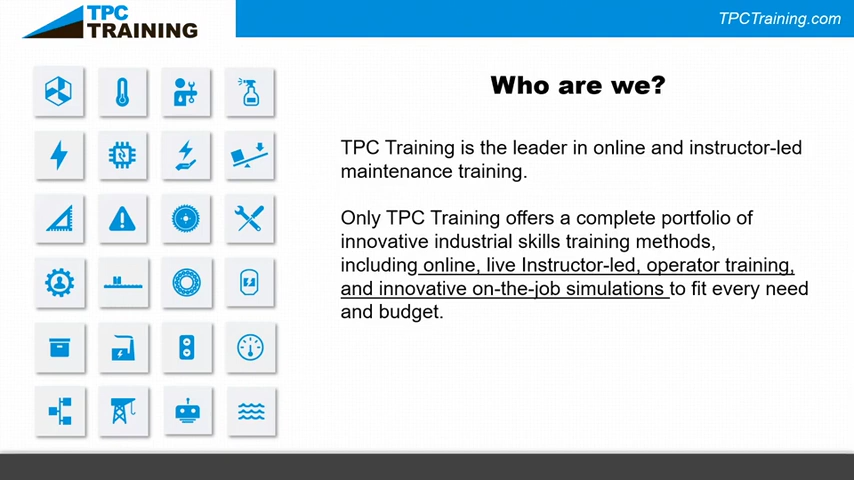 TPC
TRAINING
TPCTraining.com
Who are we?
TPC Training is the leader in online and instructor-led
maintenance training.
Only TPC Training offers a complete portfolio of
innovative industrial skills training methods,
including online, live Instructor-led, operator training,
and innovative on-the-job simulations to fit every need
and budget.